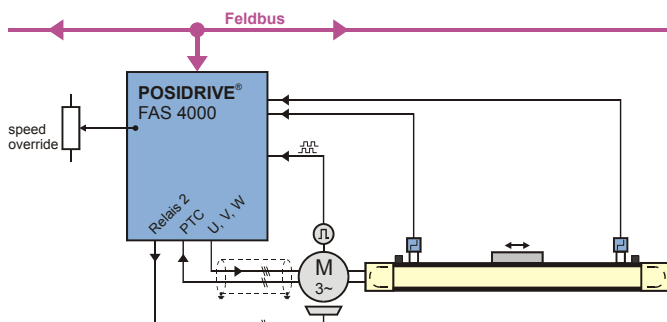 Feldbus
POSIDRIVE®
FAS 4000
speed
override
Relais 2
PTC
U, V, W
M
3~